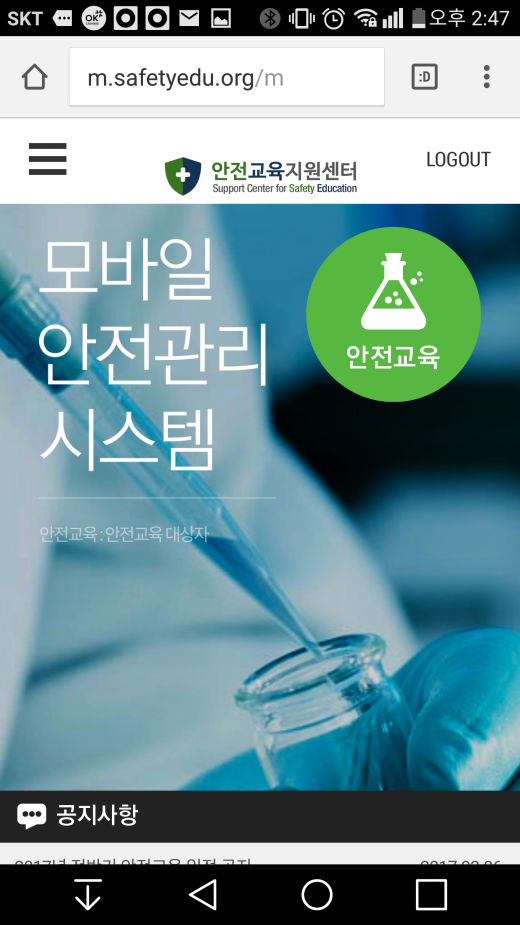 SKT
OK
오후 2:47
m.safetyedu.org/m
:D
안전교육지원센터
Support Center for Safety Education
LOGOUT
모바일
안전관리
시스템
안전교육
안전교육 : 안전교육 대상자
공지사항